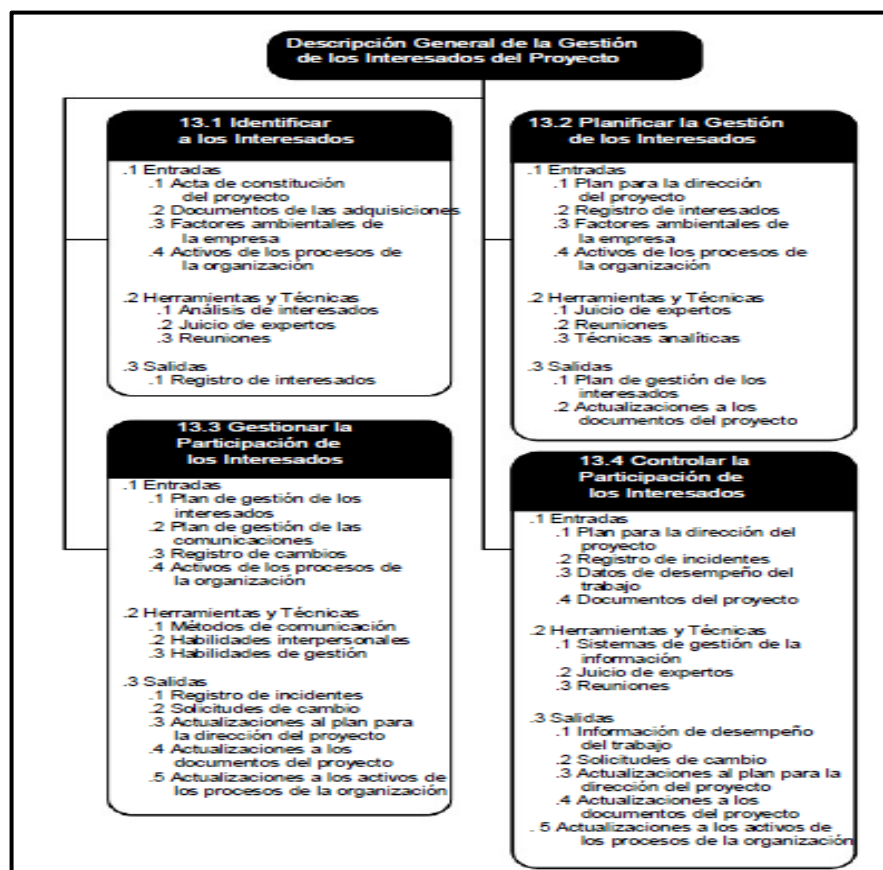 Descripción General de la Gestión
de los Interesados del Proyecto
13.1 Identificar
a los Interesados
.1 Entradas
.1 Acta de constitución
del proyecto
.2 Documentos de las adquisiciones
.3 Factores ambientales de
la empresa
.4 Activos de los procesos de
la organización
.2 Herramientas y Técnicas
.1 Análisis de interesados
.2 Juicio de expertos
.3 Reuniones
.3 Salidas
.1 Registro de interesados
13.2 Planificar la Gestión
de los Interesados
.1 Entradas
.1 Plan para la dirección
del proyecto
.2 Registro de interesados
.3 Factores ambientales de
la empresa
.4 Activos de los procesos de
la organización
.2 Herramientas y Técnicas
.1 Juicio de expertos
.2 Reuniones
.3 Técnicas analíticas
.3 Salidas
.1 Plan de gestión de los
interesados
.2 Actualizaciones a los
documentos del proyecto
13.3 Gestionar la
Participación de
los Interesados
.1 Entradas
.1 Plan de gestión de los
interesados
.2 Plan de gestión de las
comunicaciones
.3 Registro de cambios
.4 Activos de los procesos de
la organización
.2 Herramientas y Técnicas
.1 Métodos de comunicación
.2 Habilidades interpersonales
.3 Habilidades de gestión
.3 Salidas
.1 Registro de incidentes
.2 Solicitudes de cambio
.3 Actualizaciones al plan para
la dirección del proyecto
.4 Actualizaciones a los
documentos del proyecto
.5 Actualizaciones a los activos de
los procesos de la organización
13.4 Controlar la
Participación de
los Interesados
.1 Entradas
.1 Plan para la dirección del
proyecto
.2 Registro de incidentes
.3 Datos de desempeño del
trabajo
.4 Documentos del proyecto
.2 Herramientas y Técnicas
.1 Sistemas de gestión de la
información
.2 Juicio de expertos
.3 Reuniones
.3 Salidas
.1 Información de desempeño
del trabajo
.2 Solicitudes de cambio
.3 Actualizaciones al plan para la
dirección del proyecto
.4 Actualizaciones a los
documentos del proyecto
. 5 Actualizaciones a los activos de
los procesos de la organización